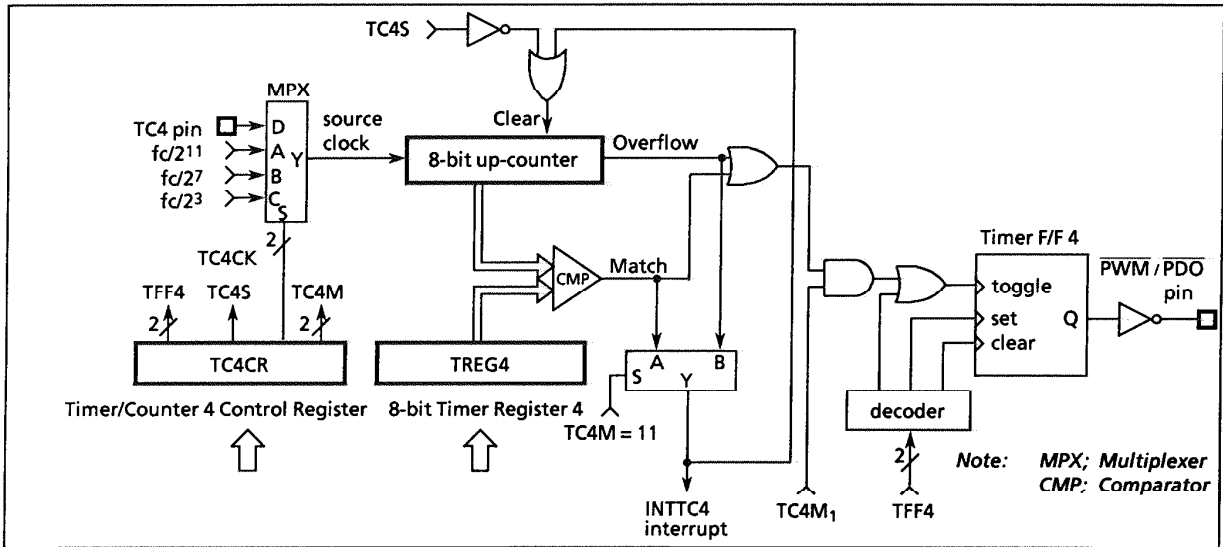 TC4S
MPX
TC4 pin
D
source
clock
Clear
Overflow
fc/2¹¹
A
Y
8-bit up-counter
fc/2⁷
B
fc/2³
C
S
2
TC4CK
CMP
Match
Timer F/F 4
PWM / PDO
pin
TFF4
TC4S
TC4M
toggle
2
2
set
Q
clear
TC4CR
TREG4
A
B
S
Y
decoder
Timer/Counter 4 Control Register
8-bit Timer Register 4
TC4M = 11
2
Note: MPX; Multiplexer
CMP; Comparator
INTTC4
interrupt
TC4M₁
TFF4